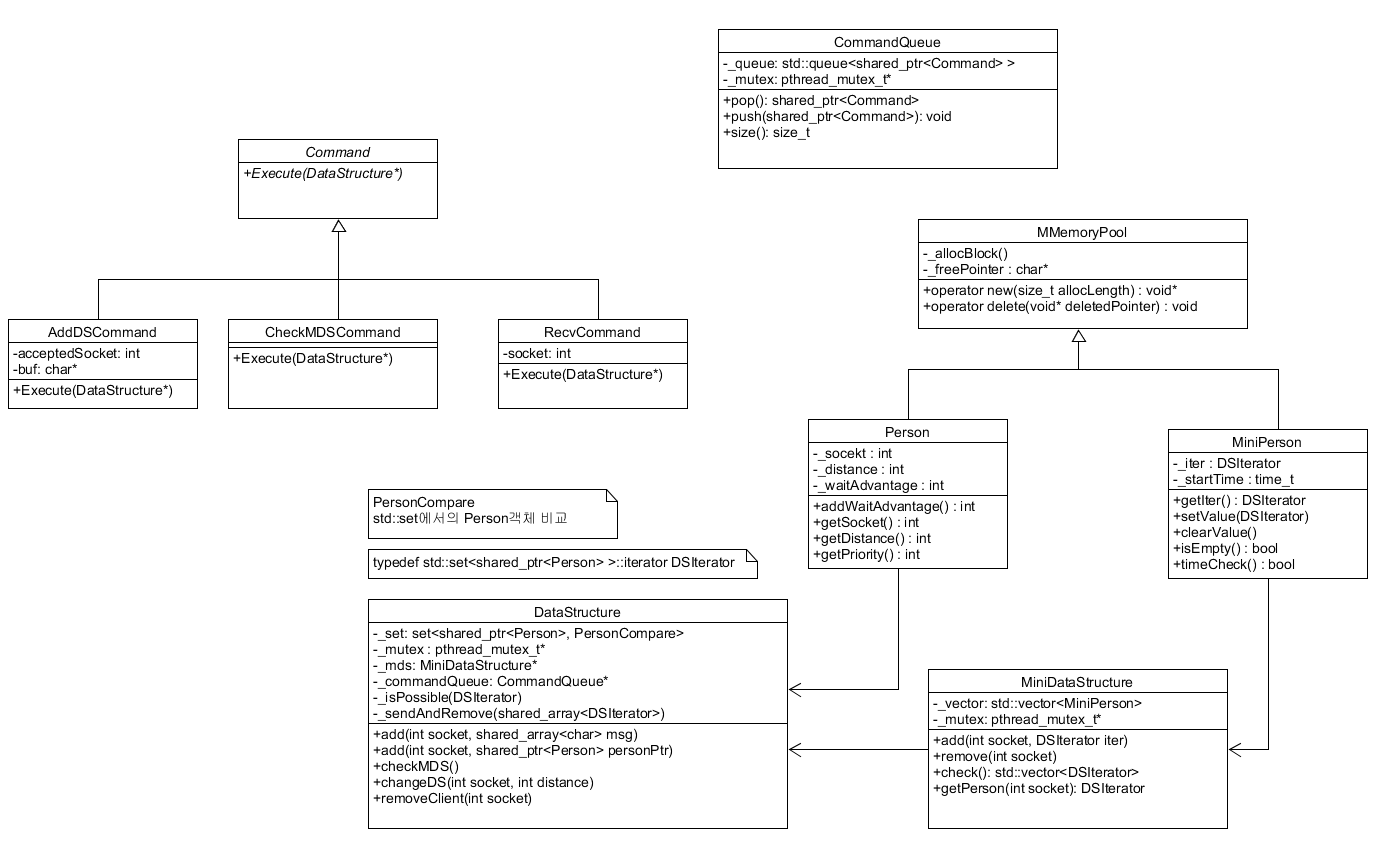 CommandQueue
-_queue: std::queue<shared_ptr<Command> >
-_mutex: pthread_mutex_t*
+pop(): shared_ptr<Command>
+push(shared_ptr<Command>): void
+size(): size_t
Command
+Execute(DataStructure*)
MMemoryPool
-_allocBlock()
-_freePointer : char*
+operator new(size_t allocLength) : void*
+operator delete(void* deletedPointer) : void
AddDSCommand
-acceptedSocket: int
-buf: char*
+Execute(DataStructure*)
CheckMDSCommand
+Execute(DataStructure*)
RecvCommand
-socket: int
+Execute(DataStructure*)
Person
-_socekt : int
-_distance : int
-_waitAdvantage : int
+addWaitAdvantage() : int
+getSocket() : int
+getDistance() : int
+getPriority() : int
MiniPerson
-_iter : DSIterator
-_startTime : time_t
+getIter() : DSIterator
+setValue(DSIterator)
+clearValue()
+isEmpty() : bool
+timeCheck() : bool
PersonCompare
std::set에서의 Person객체 비교
typedef std::set<shared_ptr<Person> >::iterator DSIterator
DataStructure
-_set: set<shared_ptr<Person>, PersonCompare>
-_mutex : pthread_mutex_t*
-_mds: MiniDataStructure*
-_commandQueue: CommandQueue*
-_isPossible(DSIterator)
-_sendAndRemove(shared_array<DSIterator>)
+add(int socket, shared_array<char> msg)
+add(int socket, shared_ptr<Person> personPtr)
+checkMDS()
+changeDS(int socket, int distance)
+removeClient(int socket)
MiniDataStructure
-_vector: std::vector<MiniPerson>
-_mutex: pthread_mutex_t*
+add(int socket, DSIterator iter)
+remove(int socket)
+check(): std::vector<DSIterator>
+getPerson(int socket): DSIterator